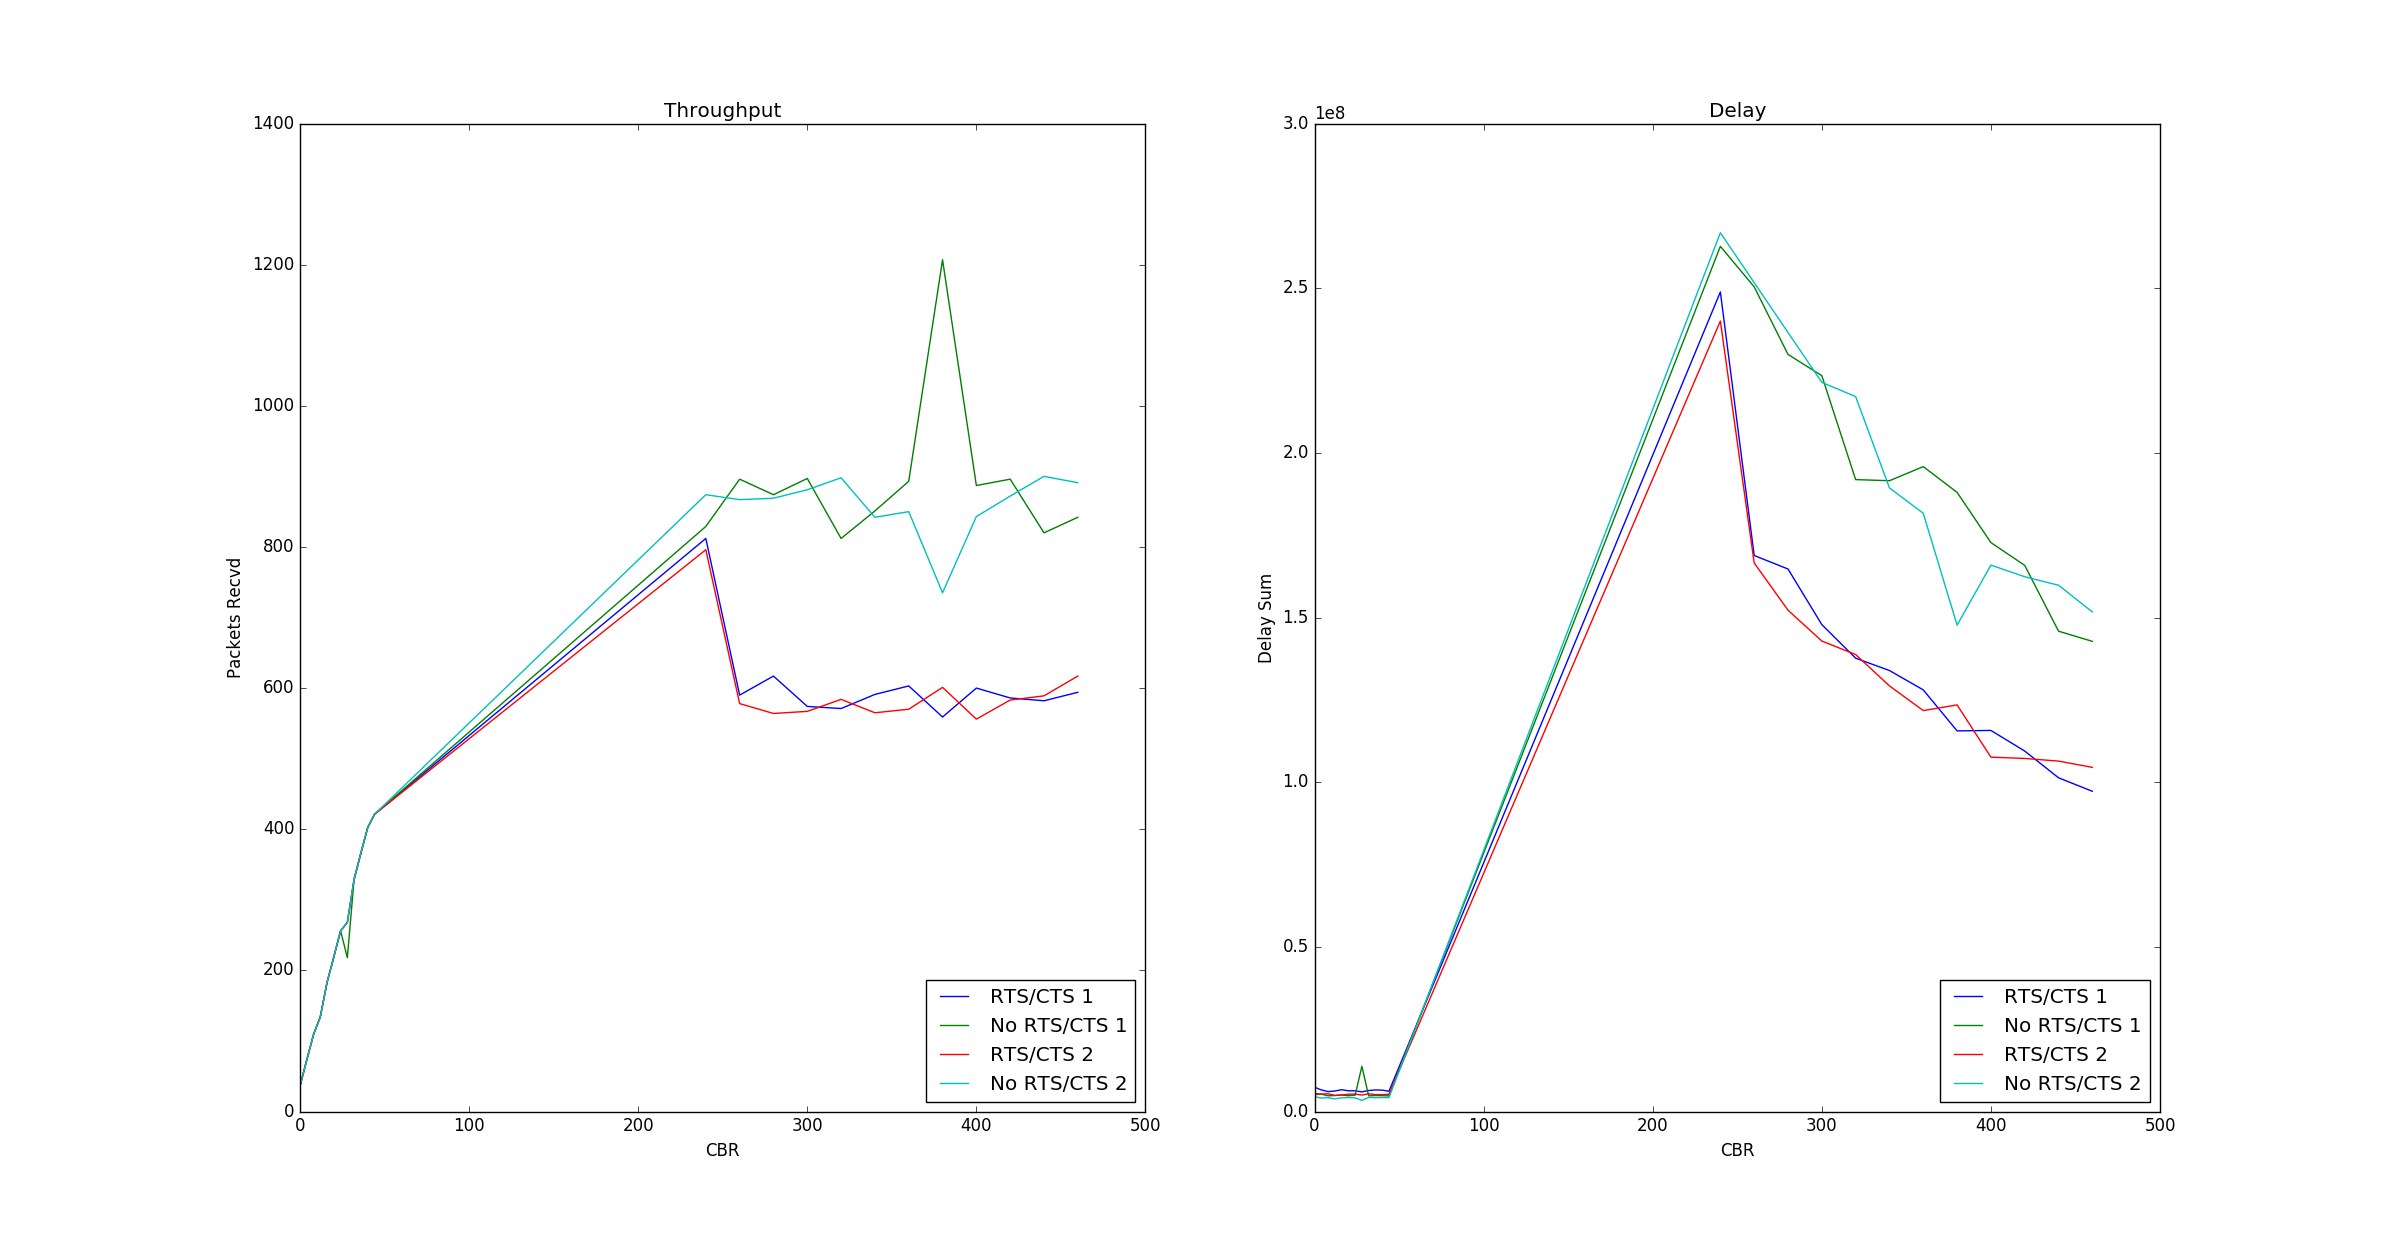 Throughput
1400
1200
1000
800
600
400
200
0
Packets Recvd
0 100 200 300 400 500
CBR
RTS/CTS 1
No RTS/CTS 1
RTS/CTS 2
No RTS/CTS 2
Delay
1e8
3.0
2.5
2.0
1.5
1.0
0.5
0.0
Delay Sum
0 100 200 300 400 500
CBR
RTS/CTS 1
No RTS/CTS 1
RTS/CTS 2
No RTS/CTS 2